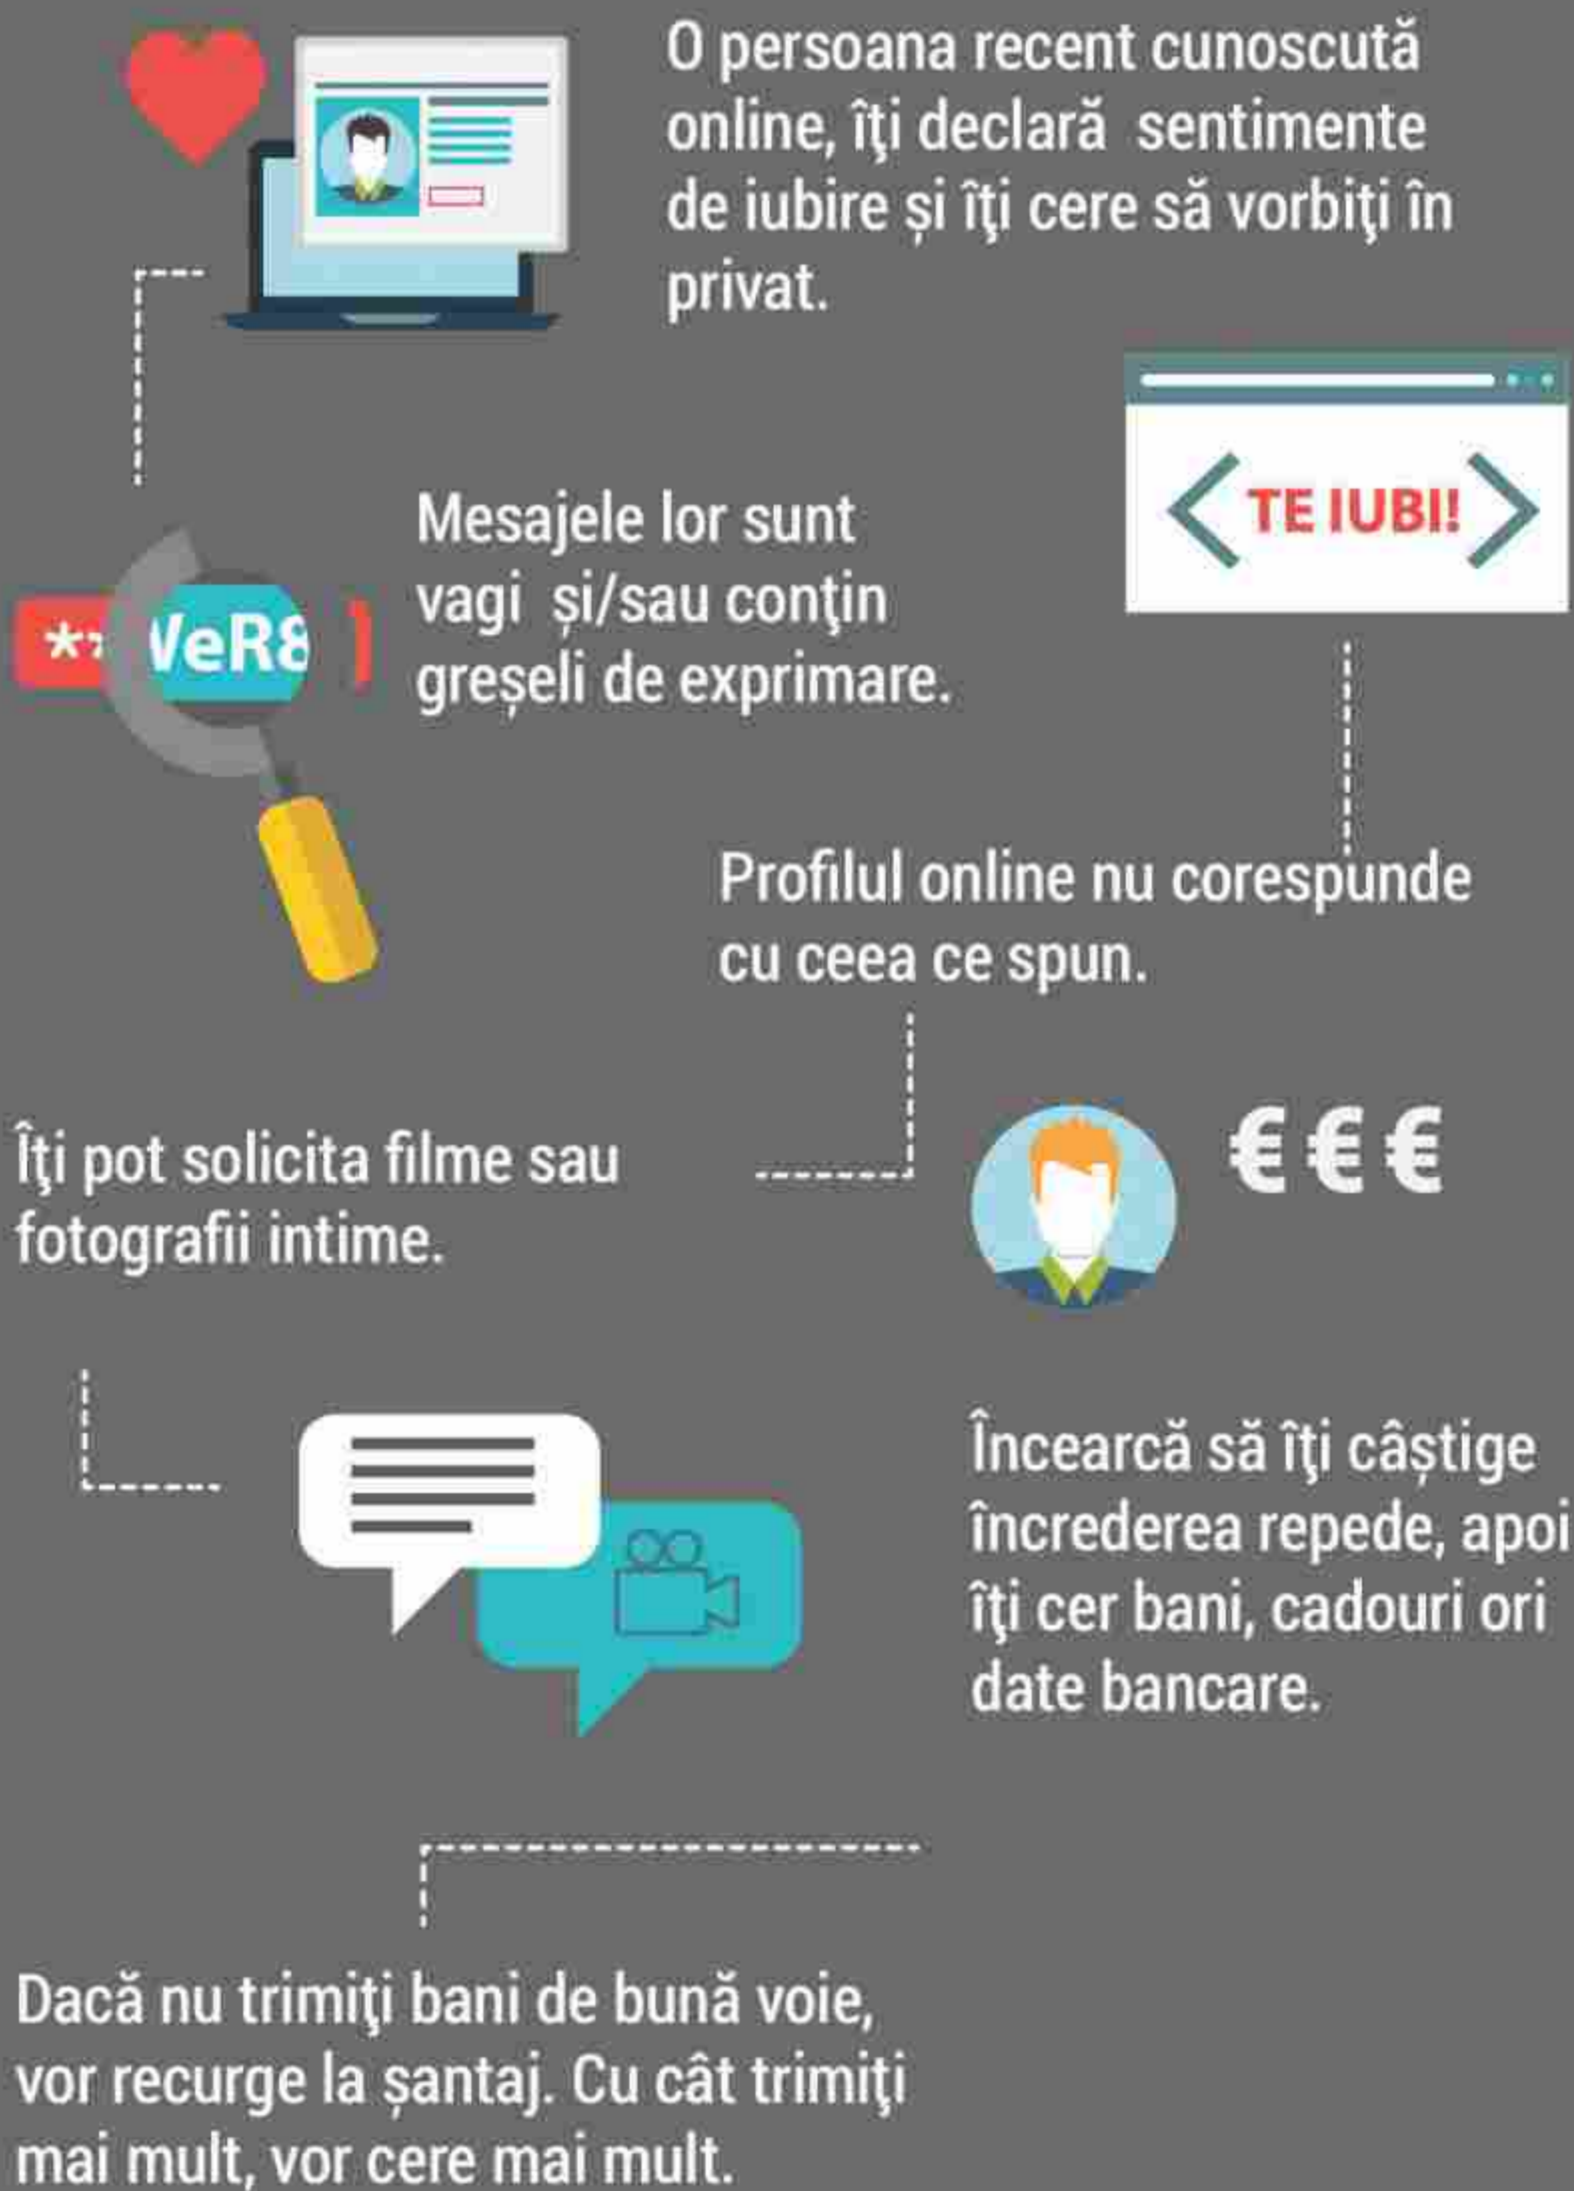 O persoana recent cunoscută
online, îţi declară sentimente
de iubire și îţi cere să vorbiţi în
privat.
<TE IUBI!>
Mesajele lor sunt
vagi și/sau conţin
greșeli de exprimare.
** VeR8
Profilul online nu corespunde
cu ceea ce spun.
Îţi pot solicita filme sau
fotografii intime.
€ € €
Încearcă să îţi câștige
încrederea repede, apoi
îţi cer bani, cadouri ori
date bancare.
Dacă nu trimiţi bani de bună voie,
vor recurge la șantaj. Cu cât trimiţi
mai mult, vor cere mai mult.